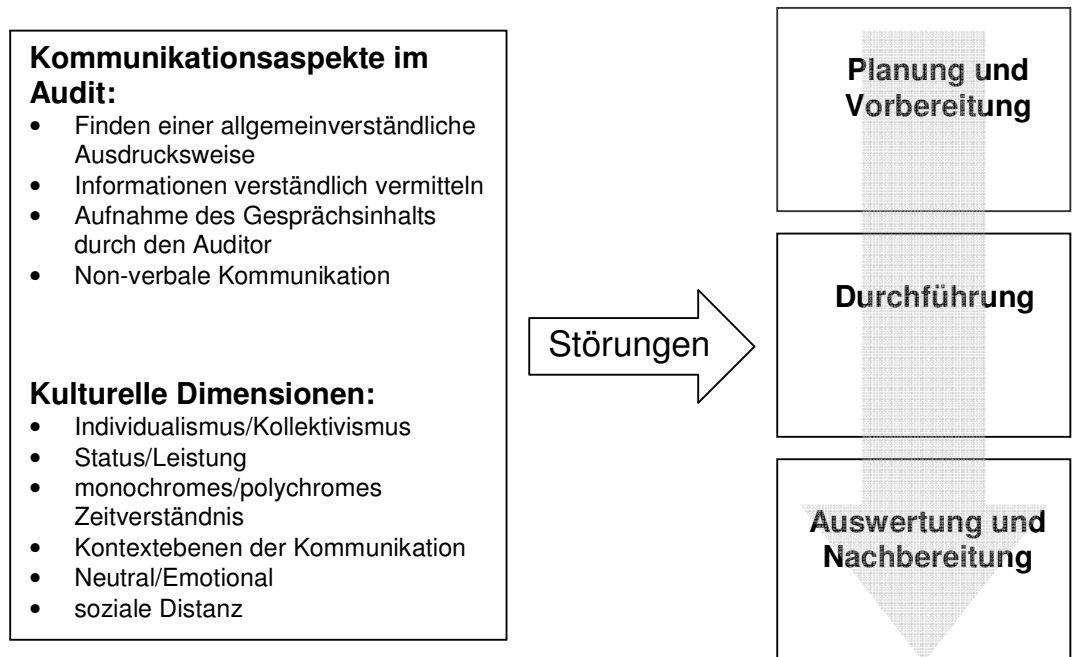 Kommunikationsaspekte im
Audit:
• Finden einer allgemeinverständliche
Ausdrucksweise
• Informationen verständlich vermitteln
• Aufnahme des Gesprächsinhalts
durch den Auditor
• Non-verbale Kommunikation
Kulturelle Dimensionen:
• Individualismus/Kollektivismus
• Status/Leistung
• monochromes/polychromes
Zeitverständnis
• Kontextebenen der Kommunikation
• Neutral/Emotional
• soziale Distanz
Störungen
Planung und
Vorbereitung
Durchführung
Auswertung und
Nachbereitung